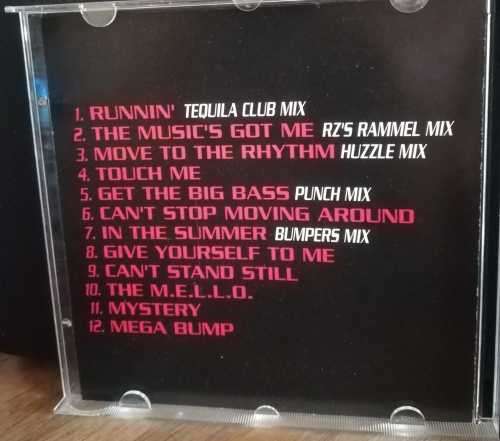 1. RUNNIN' TEQUILA CLUB MIX
2. THE MUSIC'S GOT ME RZ'S RAMMEL MIX
3. MOVE TO THE RHYTHM HUZZLE MIX
4. TOUCH ME
5. GET THE BIG BASS PUNCH MIX
6. CAN'T STOP MOVING AROUND
7. IN THE SUMMER BUMPERS MIX
8. GIVE YOURSELF TO ME
9. CAN'T STAND STILL
10. THE M.E.L.L.O.
11. MYSTERY
12. MEGA BUMP